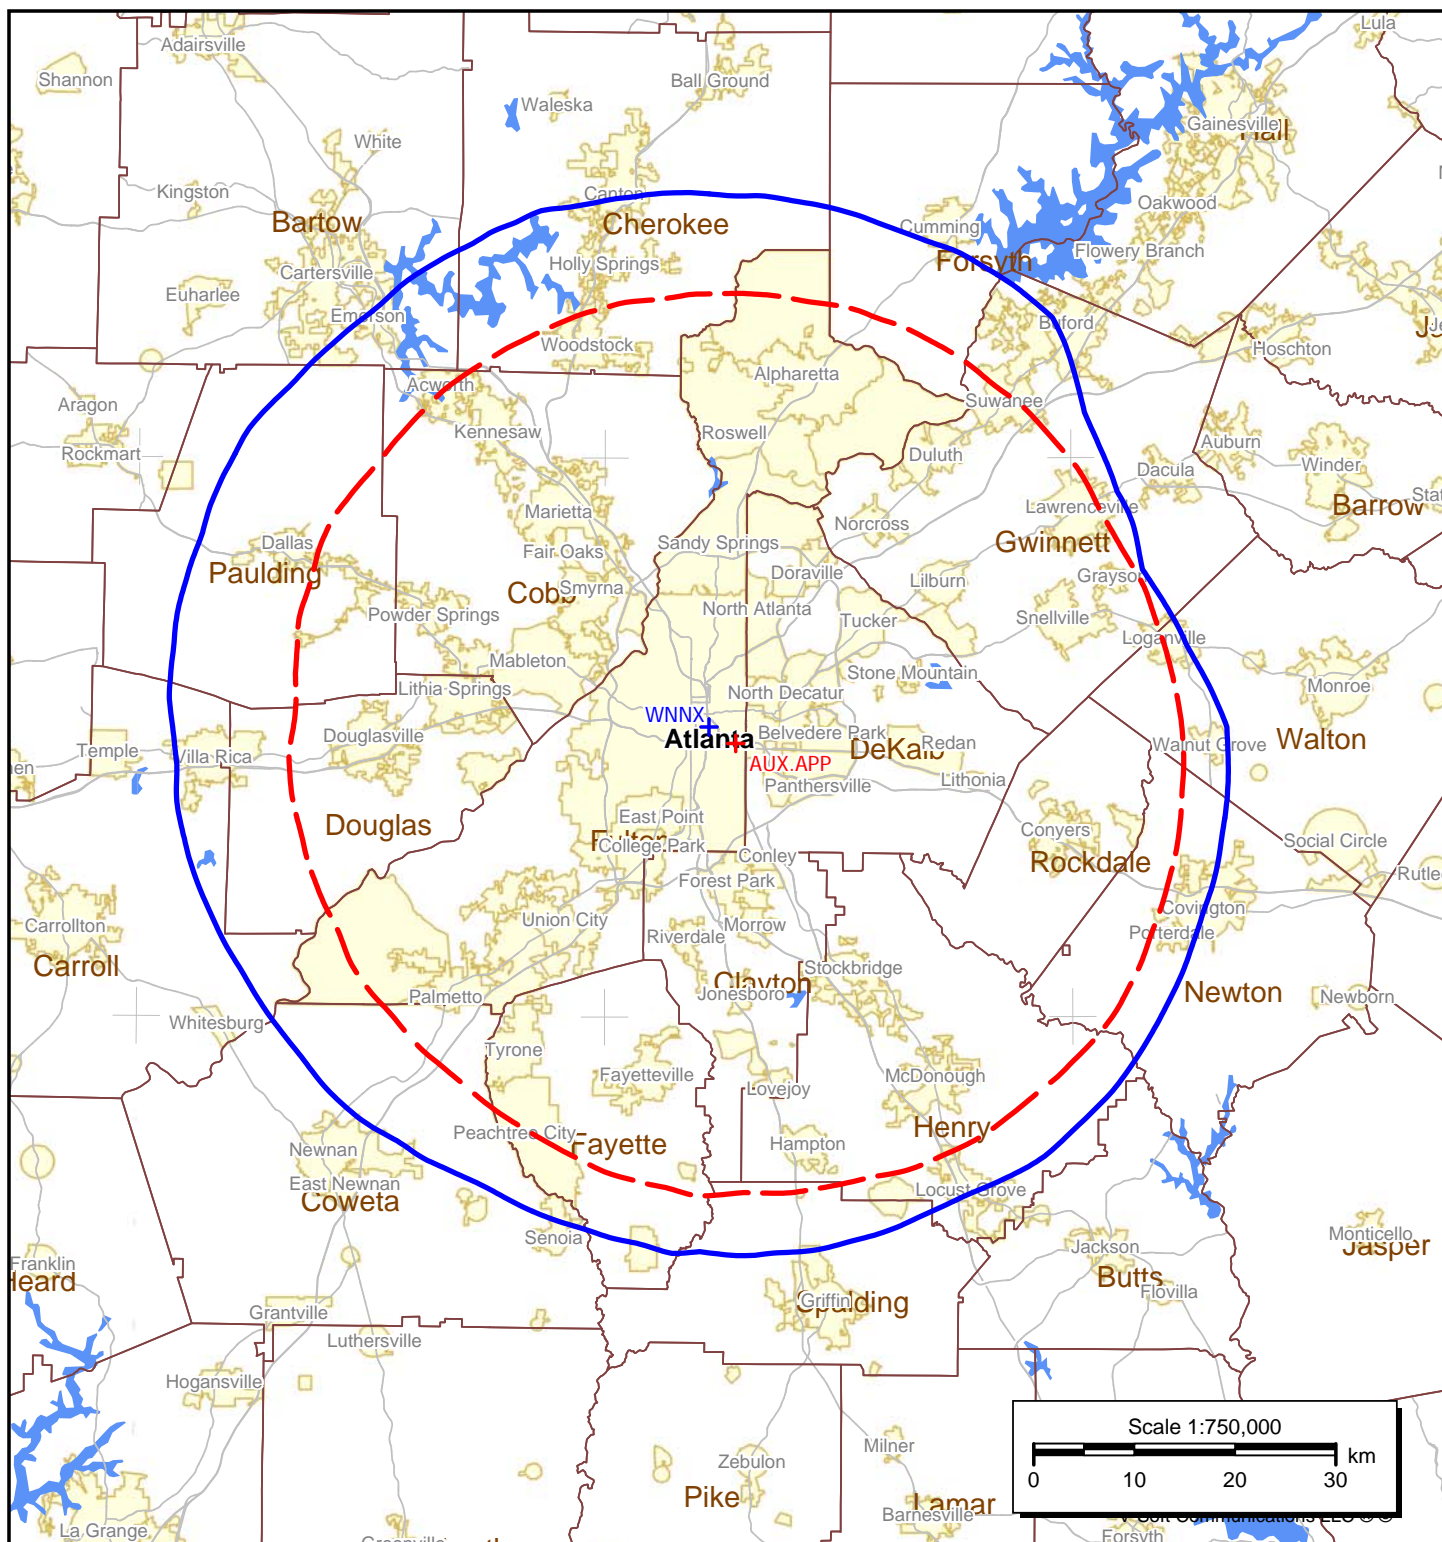 Lula
Adairsville
Shannon
Ball Ground
Waleska
Gainesville
Hall
White
Kingston
Canton
Oakwood
Bartow
Cherokee
Cumming
Flowery Branch
Forsyth
Holly Springs
Cartersville
Euharlee
Emerson
Buford
Woodstock
Hoschton
Alpharetta
Acworth
Aragon
Suwanee
Kennesaw
Roswell
Rockmart
Duluth
Auburn
Winder
Dacula
Barrow
Marietta
Lawrenceville
Norcross
Dallas
Fair Oaks
Sandy Springs
Gwinnett
Paulding
Doraville
Lilburn
Grayson
Cobb
Smyrna
North Atlanta
Powder Springs
Tucker
Snellville
Loganville
Mableton
Stone Mountain
Lithia Springs
North Decatur
Monroe
WNNX
Atlanta
Belvedere Park
Douglasville
DeKalb
Redan
Walnut Grove
Walton
Temple
Villa Rica
AUX.APP
Panthersville
Lithonia
East Point
Douglas
Fulton
College Park
Conyers
Social Circle
Conley
Rockdale
Forest Park
Covington
Union City
Carrollton
Morrow
Riverdale
Porterdale
Carroll
Stockbridge
Clayton
Jonesboro
Newton
Newborn
Palmetto
Whitesburg
Tyrone
Fayetteville
McDonough
Lovejoy
Henry
Peachtree City
Fayette
Hampton
Newnan
East Newnan
Coweta
Locust Grove
Senoia
Monticello
Jasper
Jackson
Franklin
Heard
Butts
Flovilla
Grantville
Griffin
Spalding
Luthersville
Hogansville
Scale 1:750,000
km
0 10 20 30
Milner
Zebulon
Pike
Lamar
Barnesville
La Grange
Forsyth